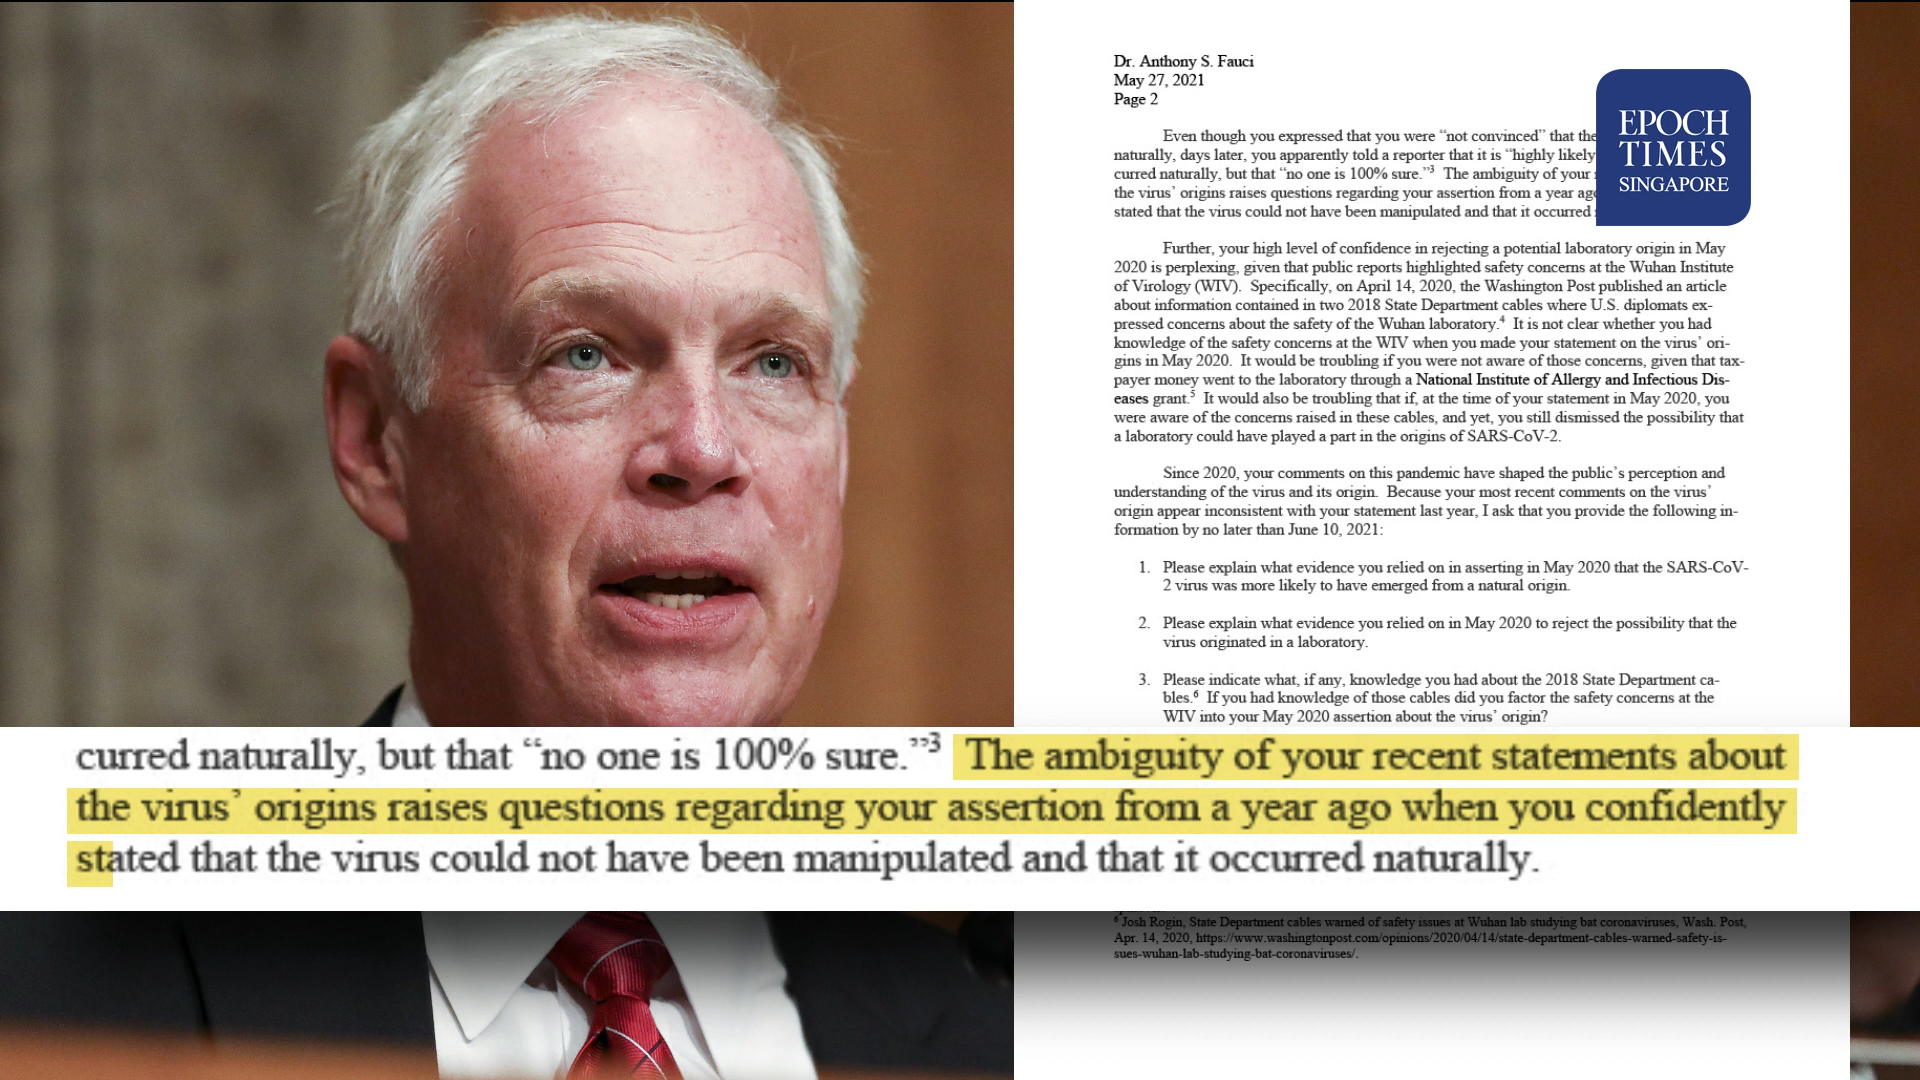 Dr. Anthony S. Fauci
May 27, 2021
Page 2
EPOCH
TIMES
SINGAPORE
Even though you expressed that you were “not convinced” that the
naturally, days later, you apparently told a reporter that it is “highly likely
curred naturally, but that “no one is 100% sure.”3 The ambiguity of your
the virus’ origins raises questions regarding your assertion from a year ago
stated that the virus could not have been manipulated and that it occurred
Further, your high level of confidence in rejecting a potential laboratory origin in May
2020 is perplexing, given that public reports highlighted safety concerns at the Wuhan Institute
of Virology (WIV). Specifically, on April 14, 2020, the Washington Post published an article
about information contained in two 2018 State Department cables where U.S. diplomats ex-
pressed concerns about the safety of the Wuhan laboratory.4 It is not clear whether you had
knowledge of the safety concerns at the WIV when you made your statement on the virus’ ori-
gins in May 2020. It would be troubling if you were not aware of those concerns, given that tax-
payer money went to the laboratory through a National Institute of Allergy and Infectious Dis-
eases grant.5 It would also be troubling that if, at the time of your statement in May 2020, you
were aware of the concerns raised in these cables, and yet, you still dismissed the possibility that
a laboratory could have played a part in the origins of SARS-CoV-2.
Since 2020, your comments on this pandemic have shaped the public’s perception and
understanding of the virus and its origin. Because your most recent comments on the virus’
origin appear inconsistent with your statement last year, I ask that you provide the following in-
formation by no later than June 10, 2021:
1. Please explain what evidence you relied on in asserting in May 2020 that the SARS-CoV-
2 virus was more likely to have emerged from a natural origin.
2. Please explain what evidence you relied on in May 2020 to reject the possibility that the
virus originated in a laboratory.
3. Please indicate what, if any, knowledge you had about the 2018 State Department ca-
bles.6 If you had knowledge of those cables did you factor the safety concerns at the
WIV into your May 2020 assertion about the virus’ origin?
curred naturally, but that “no one is 100% sure.”3 The ambiguity of your recent statements about
the virus’ origins raises questions regarding your assertion from a year ago when you confidently
stated that the virus could not have been manipulated and that it occurred naturally.
6 Josh Rogin, State Department cables warned of safety issues at Wuhan lab studying bat coronaviruses, Wash. Post,
Apr. 14, 2020, https://www.washingtonpost.com/opinions/2020/04/14/state-department-cables-warned-safety-is-
sues-wuhan-lab-studying-bat-coronaviruses/.